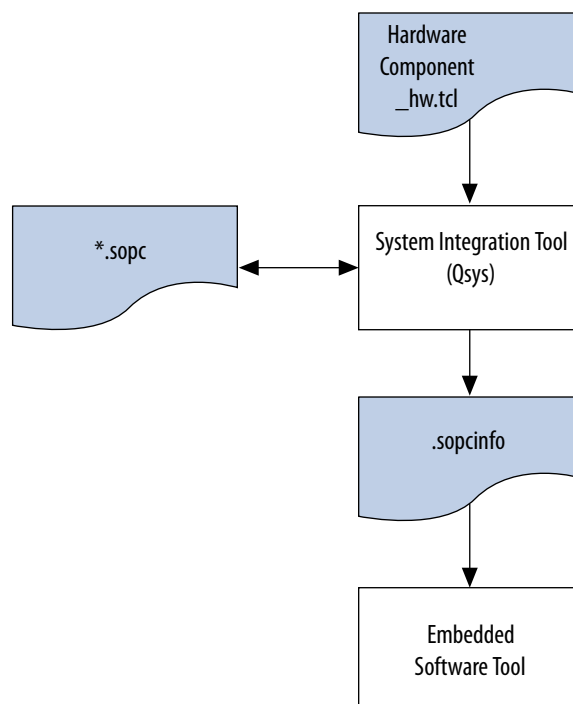 Hardware
Component
_hw.tcl
*.sopc
System Integration Tool
(Qsys)
.sopcinfo
Embedded
Software Tool